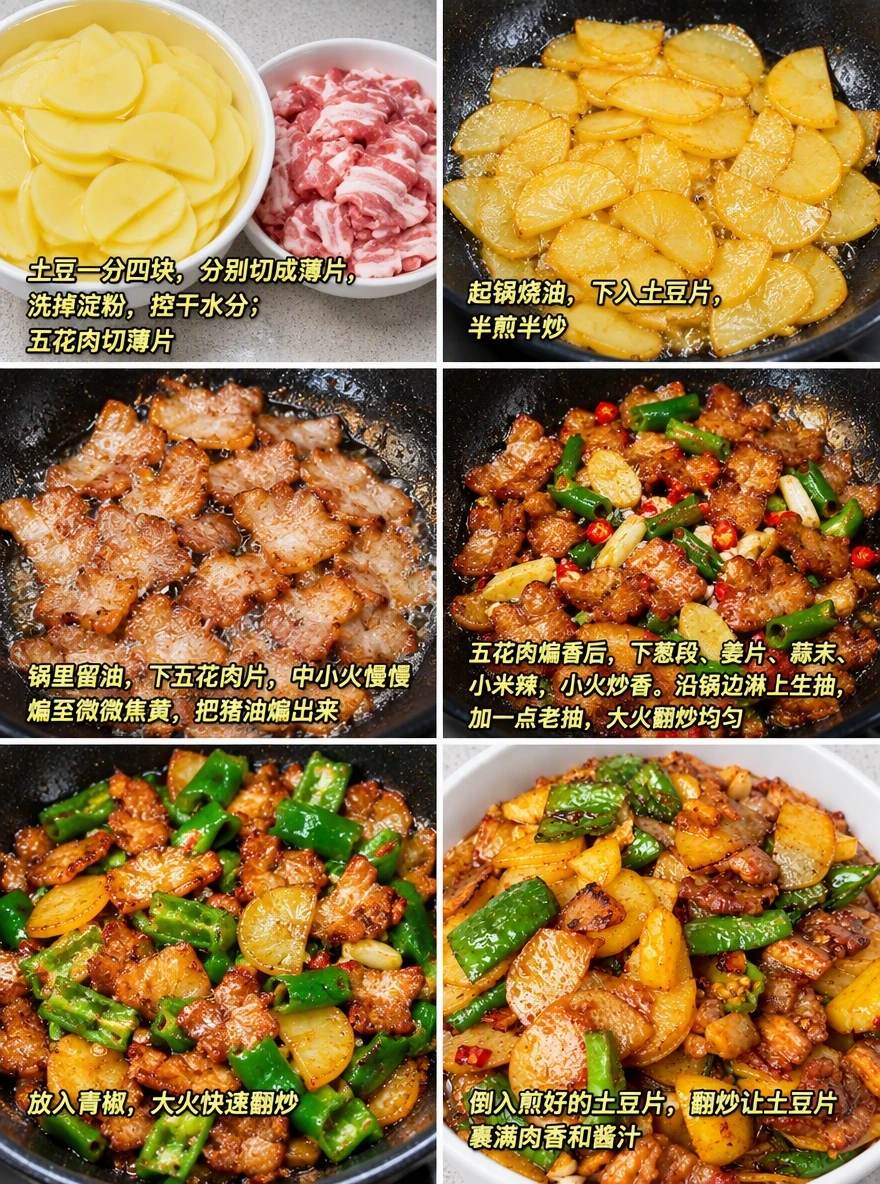 土豆一分四块，分别切成薄片，
洗掉淀粉，控干水分；
五花肉切薄片
起锅烧油，下入土豆片，
半煎半炒
锅里留油，下五花肉片，中小火慢慢
煸至微微焦黄，把猪油煸出来
五花肉煸香后，下葱段、姜片、蒜末、
小米辣，小火炒香。沿锅边淋上生抽，
加一点老抽，大火翻炒均匀
放入青椒，大火快速翻炒
倒入煎好的土豆片，翻炒让土豆片
裹满肉香和酱汁